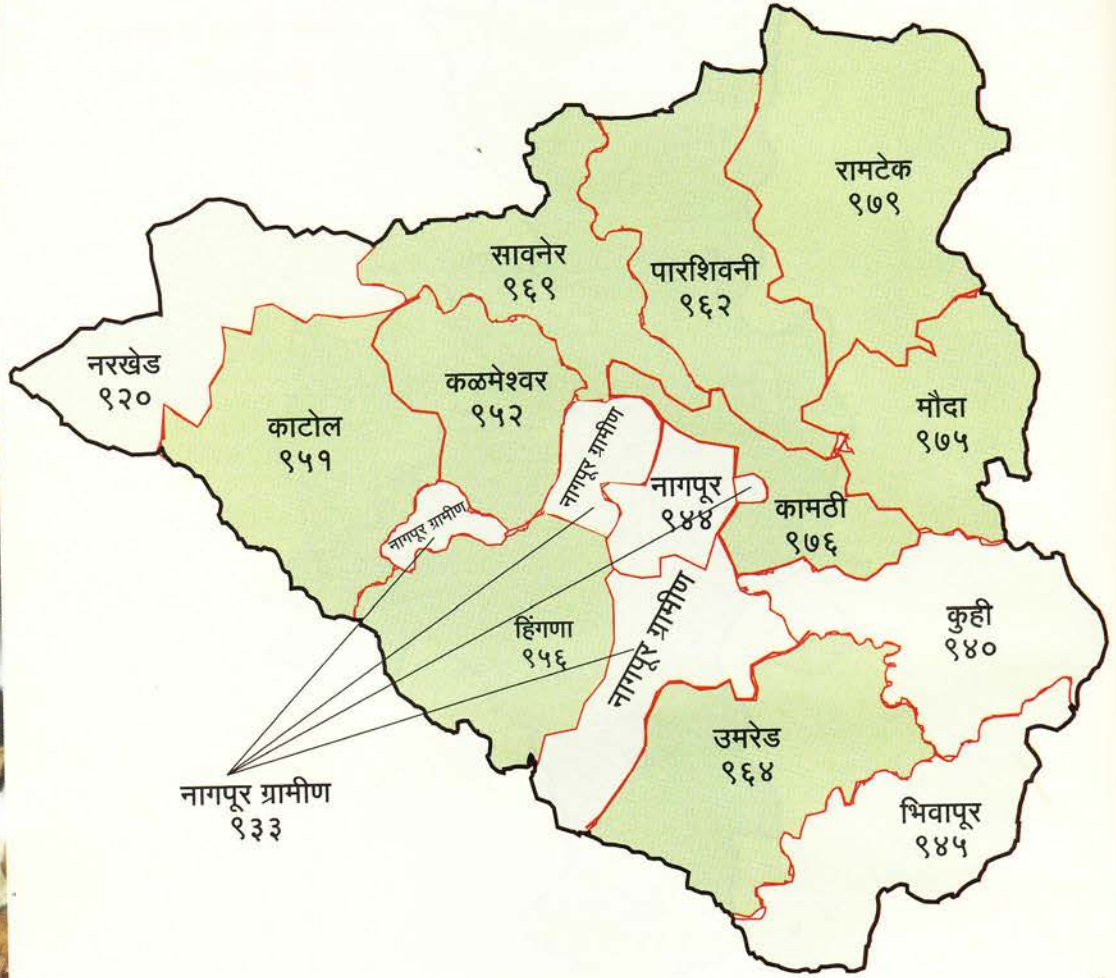 रामटेक
९७९
सावनेर
९६९
पारशिवनी
९६२
नरखेड
९२०
काटोल
९५१
कळमेश्वर
९५२
मौदा
९७५
नागपूर ग्रामीण
नागपूर
९४४
कामठी
९७६
नागपूर ग्रामीण
हिंगणा
९५६
नागपूर ग्रामीण
कुही
९४०
उमरेड
९६४
नागपूर ग्रामीण
९३३
भिवापूर
९४५